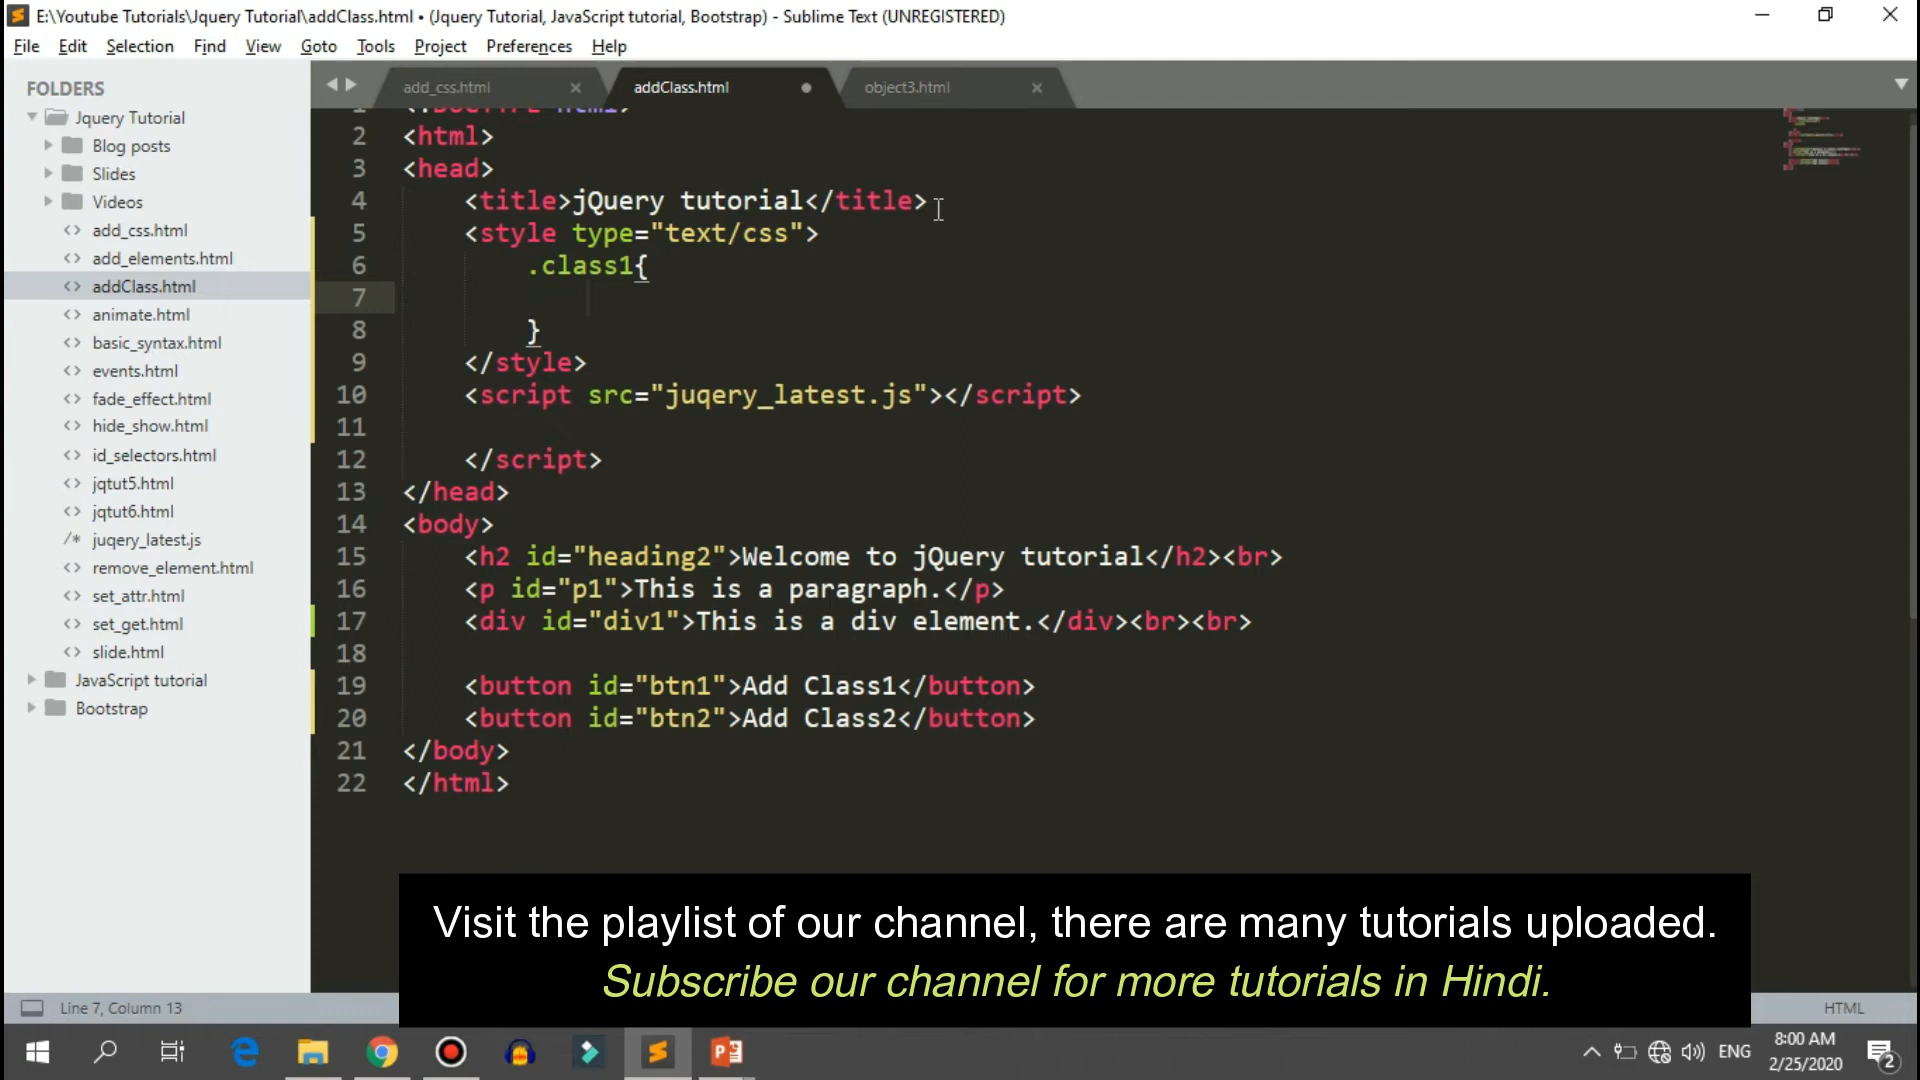 E:\Youtube Tutorials\Jquery Tutorial\addClass.html • (Jquery Tutorial, JavaScript tutorial, Bootstrap) - Sublime Text (UNREGISTERED)
File Edit Selection Find View Goto Tools Project Preferences Help
FOLDERS
Jquery Tutorial
Blog posts
Slides
Videos
add_css.html
add_elements.html
addClass.html
animate.html
basic_syntax.html
events.html
fade_effect.html
hide_show.html
id_selectors.html
jqtut5.html
jqtut6.html
/* juqery_latest.js
remove_element.html
set_attr.html
set_get.html
slide.html
JavaScript tutorial
Bootstrap
add_css.html addClass.html object3.html
2 <html>
3 <head>
4 <title>jQuery tutorial</title>
5 <style type="text/css">
6 .class1{
7
8 }
9 </style>
10 <script src="juqery_latest.js"></script>
11
12 </script>
13 </head>
14 <body>
15 <h2 id="heading2">Welcome to jQuery tutorial</h2><br>
16 <p id="p1">This is a paragraph.</p>
17 <div id="div1">This is a div element.</div><br><br>
18
19 <button id="btn1">Add Class1</button>
20 <button id="btn2">Add Class2</button>
21 </body>
22 </html>
Visit the playlist of our channel, there are many tutorials uploaded.
Subscribe our channel for more tutorials in Hindi.
Line 7, Column 13 HTML
ENG
8:00 AM
2/25/2020
2